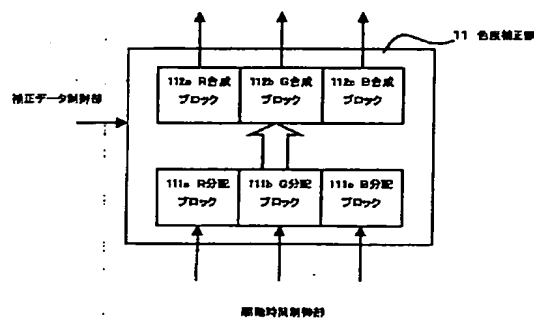 11 色度補正部
112a R合成
ブロック
112b G合成
ブロック
112c B合成
ブロック
補正データ制御部
111a R分配
ブロック
111b G分配
ブロック
111c B分配
ブロック
駆動時間制御部